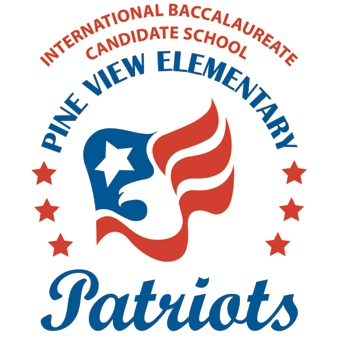 INTERNATIONAL BACCALAUREATE
CANDIDATE SCHOOL
PINE VIEW ELEMENTARY
Patriots